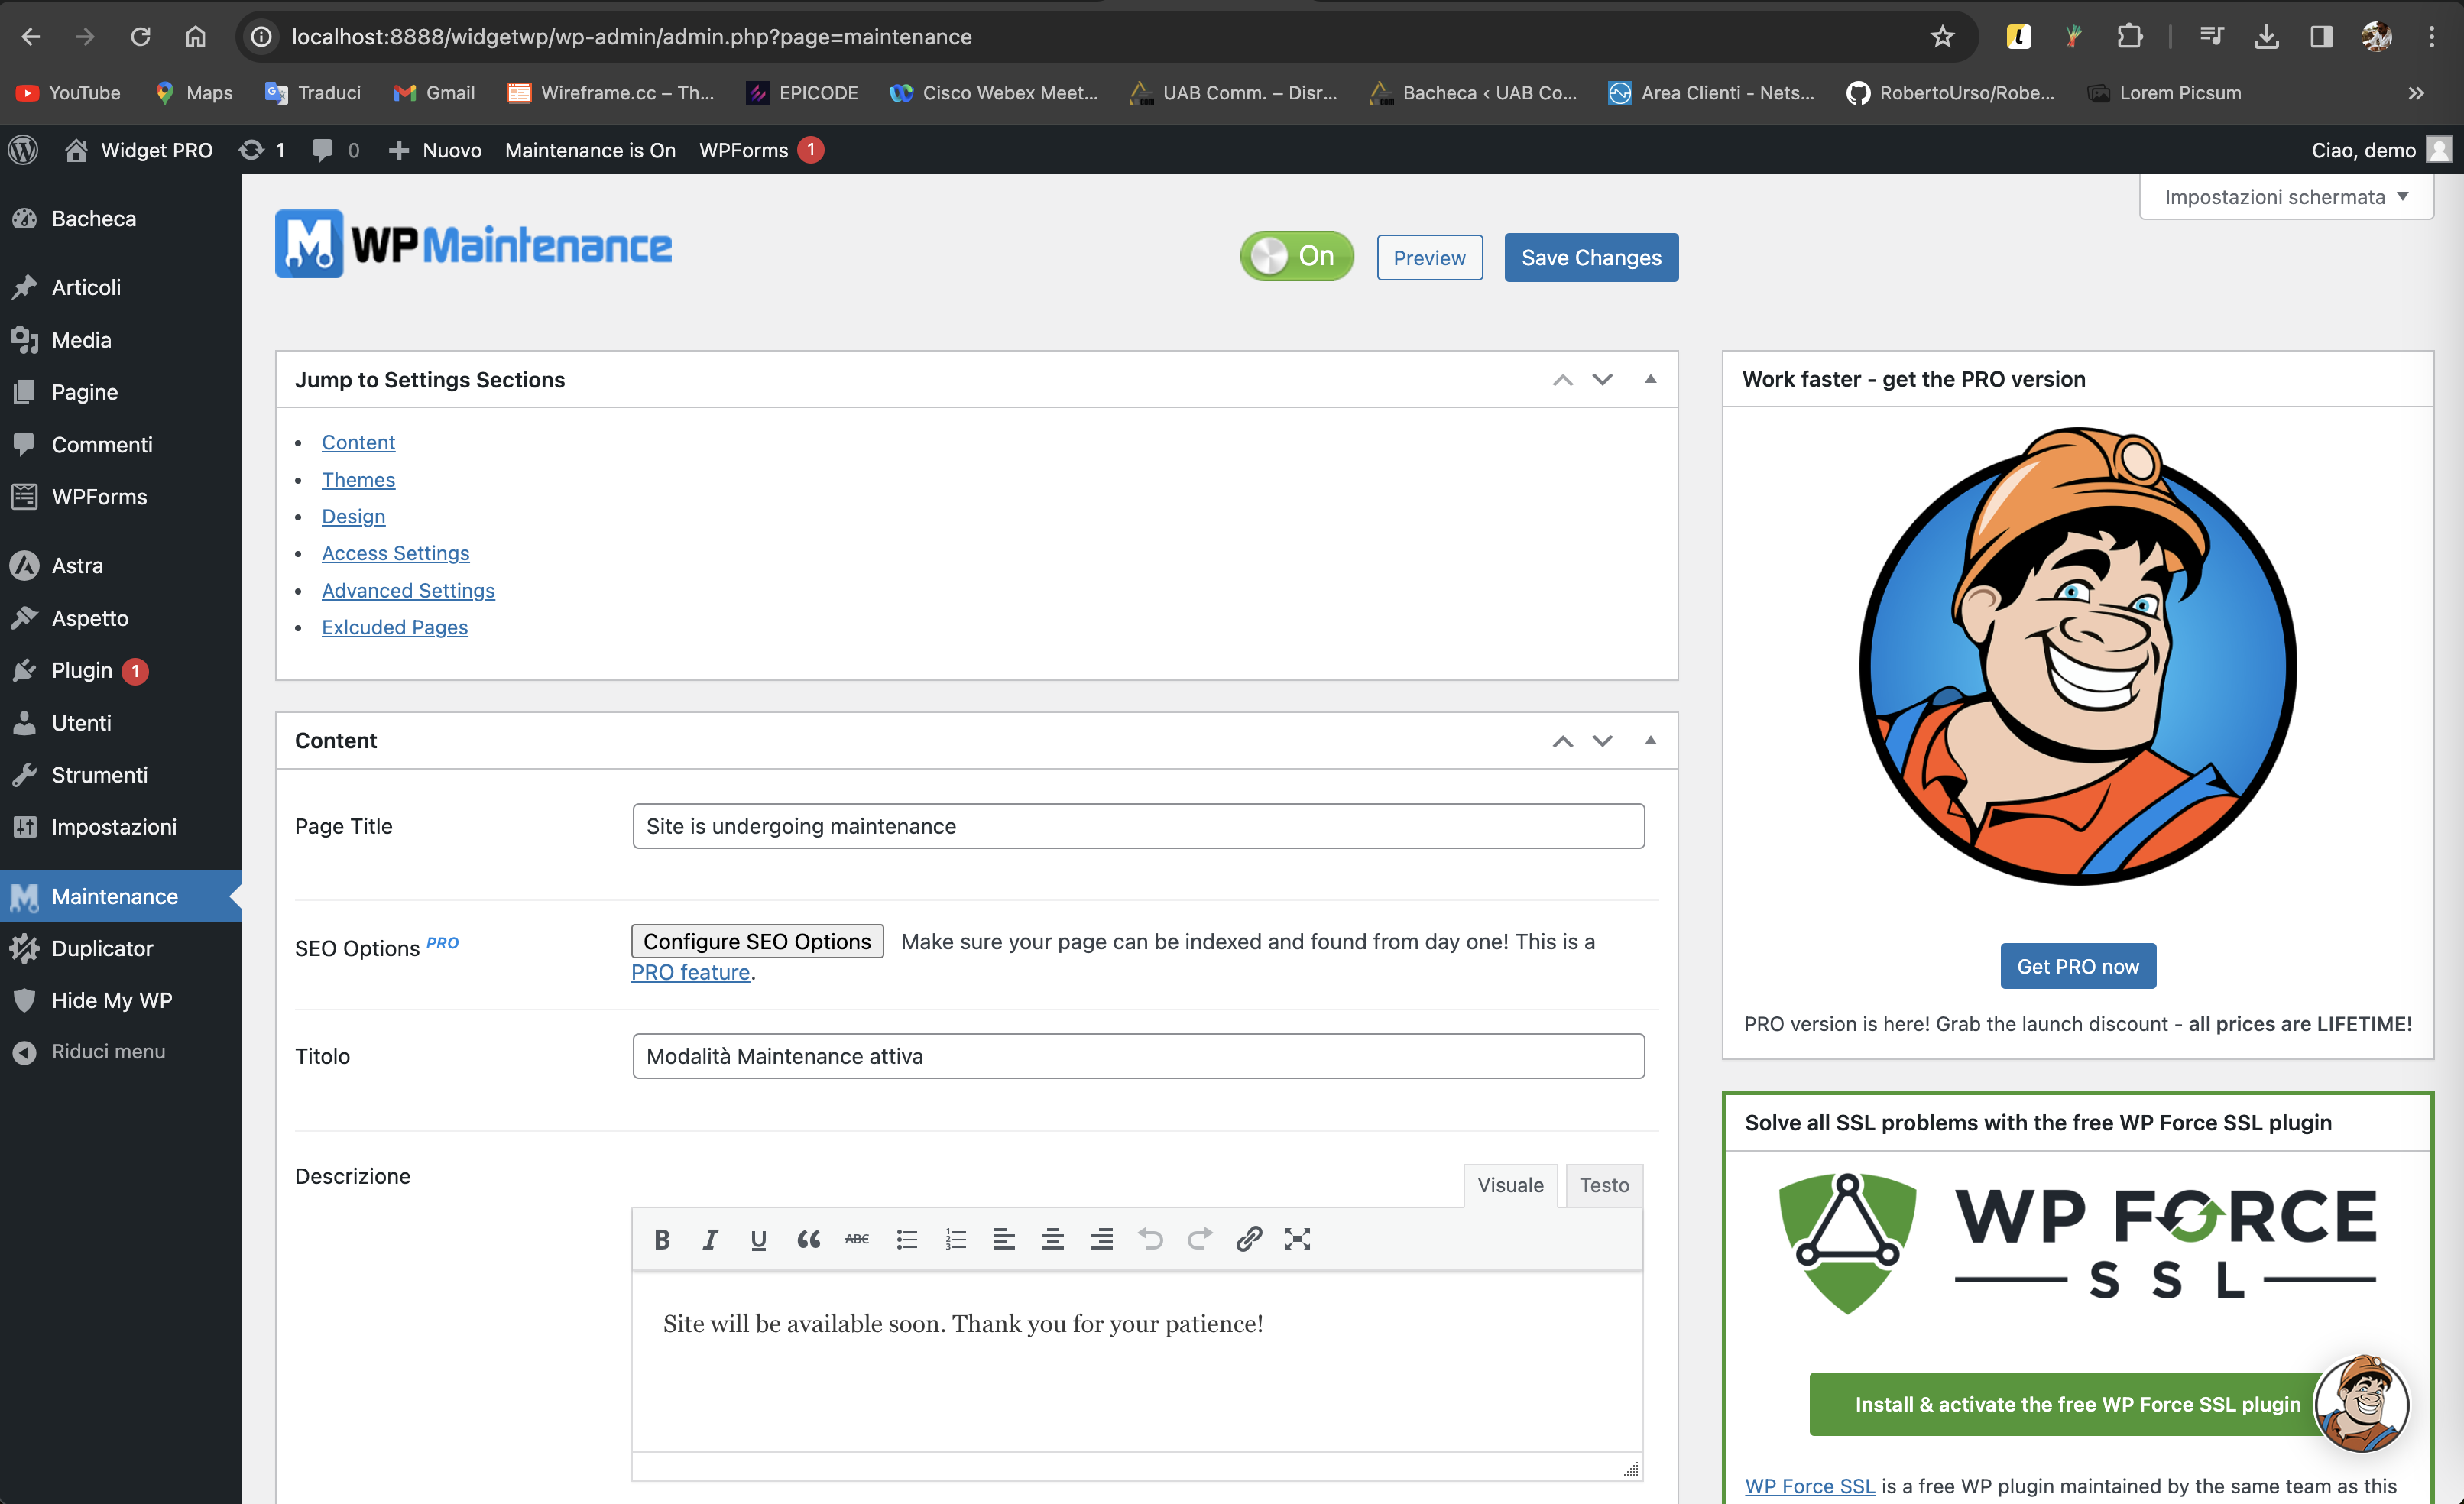 localhost:8888/widgetwp/wp-admin/admin.php?page=maintenance
YouTube Maps Traduci Gmail Wireframe.cc – Th... EPICODE Cisco Webex Meet... UAB Comm. – Disr... Bacheca ‹ UAB Co... Area Clienti - Nets... RobertoUrso/Robe... Lorem Picsum
Widget PRO 1 0 Nuovo Maintenance is On WPForms 1 Ciao, demo
Impostazioni schermata
Bacheca
Articoli
Media
Pagine
Commenti
WPForms
Astra
Aspetto
Plugin 1
Utenti
Strumenti
Impostazioni
Maintenance
Duplicator
Hide My WP
Riduci menu
WP Maintenance
On Preview Save Changes
Jump to Settings Sections
Content
Themes
Design
Access Settings
Advanced Settings
Exlcuded Pages
Content
Page Title Site is undergoing maintenance
SEO Options PRO Configure SEO Options Make sure your page can be indexed and found from day one! This is a
PRO feature.
Titolo Modalità Maintenance attiva
Descrizione
Visuale Testo
B I U ABC
Site will be available soon. Thank you for your patience!
Work faster - get the PRO version
Get PRO now
PRO version is here! Grab the launch discount - all prices are LIFETIME!
Solve all SSL problems with the free WP Force SSL plugin
WP FORCE
SSL
Install & activate the free WP Force SSL plugin
WP Force SSL is a free WP plugin maintained by the same team as this